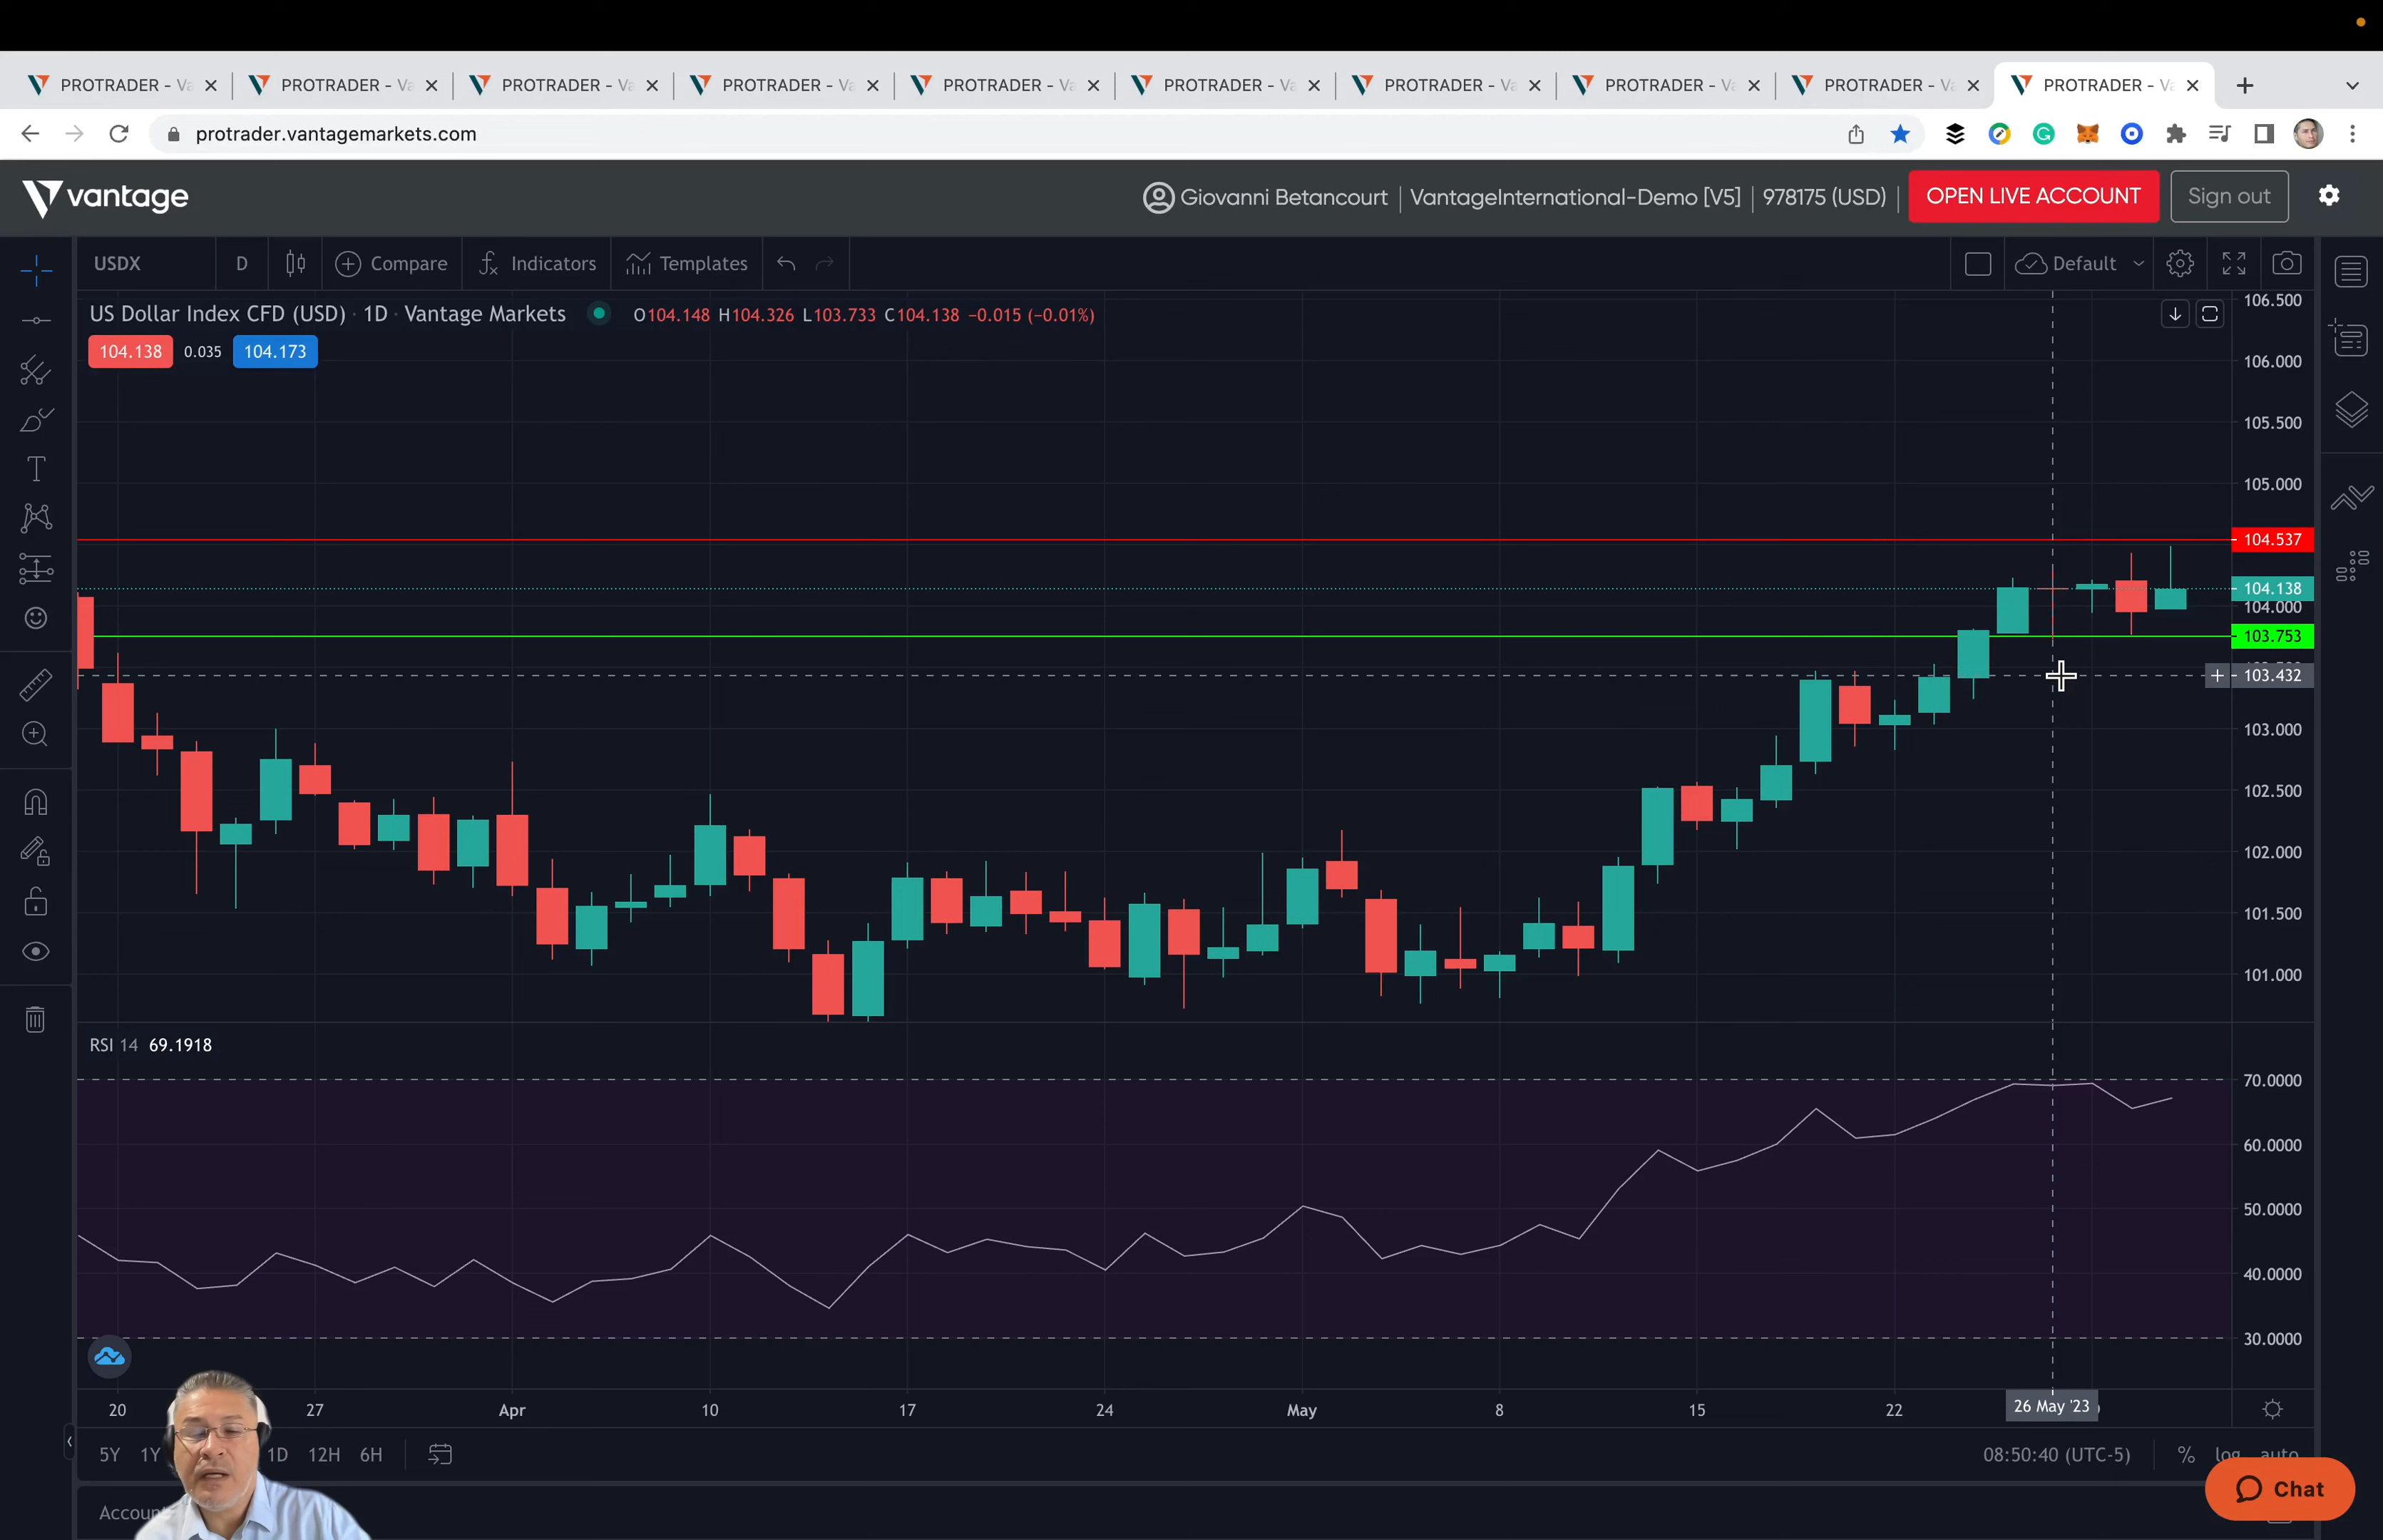 PROTRADER - Va PROTRADER - Va PROTRADER - Va PROTRADER - Va PROTRADER - Va PROTRADER - Va PROTRADER - Va PROTRADER - Va PROTRADER - Va PROTRADER - Va
protrader.vantagemarkets.com
vantage Giovanni Betancourt VantageInternational-Demo [V5] 978175 (USD) OPEN LIVE ACCOUNT Sign out
USDX D Compare Indicators Templates Default
US Dollar Index CFD (USD) · 1D · Vantage Markets O104.148 H104.326 L103.733 C104.138 −0.015 (−0.01%)
104.138 0.035 104.173
106.500
106.000
105.500
105.000
104.537
104.138
104.000
103.753
103.432
103.000
102.500
102.000
101.500
101.000
RSI 14 69.1918
70.0000
60.0000
50.0000
40.0000
30.0000
20 27 Apr 10 17 24 May 8 15 22 26 May '23
5Y 1Y 1D 12H 6H 08:50:40 (UTC-5) % log auto
Account
Chat